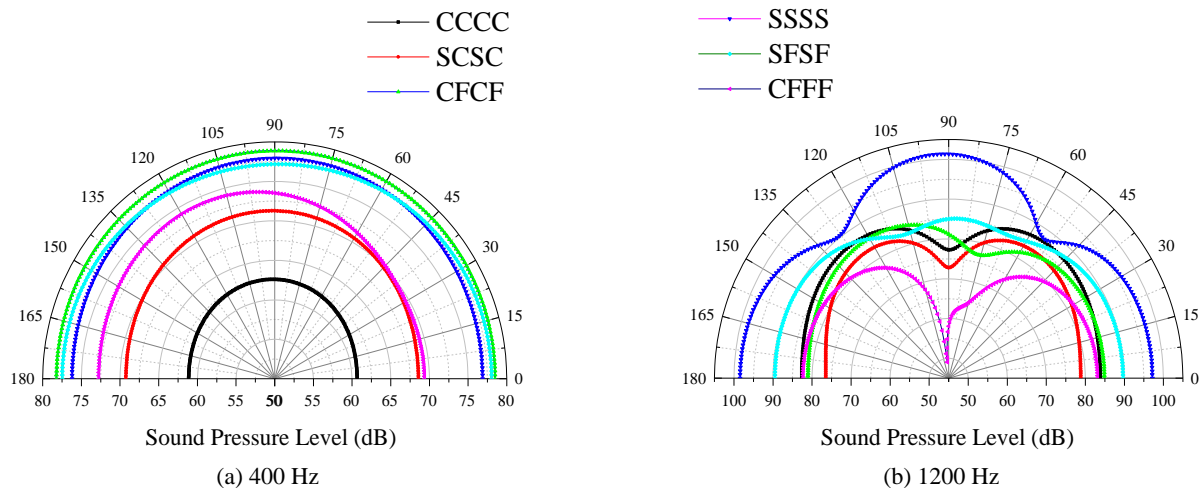 CCCC
SCSC
CFCF
SSSS
SFSF
CFFF
90
105 75
120 60
135 45
150 30
165 15
180 0
80 75 70 65 60 55 50 55 60 65 70 75 80
Sound Pressure Level (dB)
(a) 400 Hz
90
105 75
120 60
135 45
150 30
165 15
180 0
100 90 80 70 60 50 50 60 70 80 90 100
Sound Pressure Level (dB)
(b) 1200 Hz